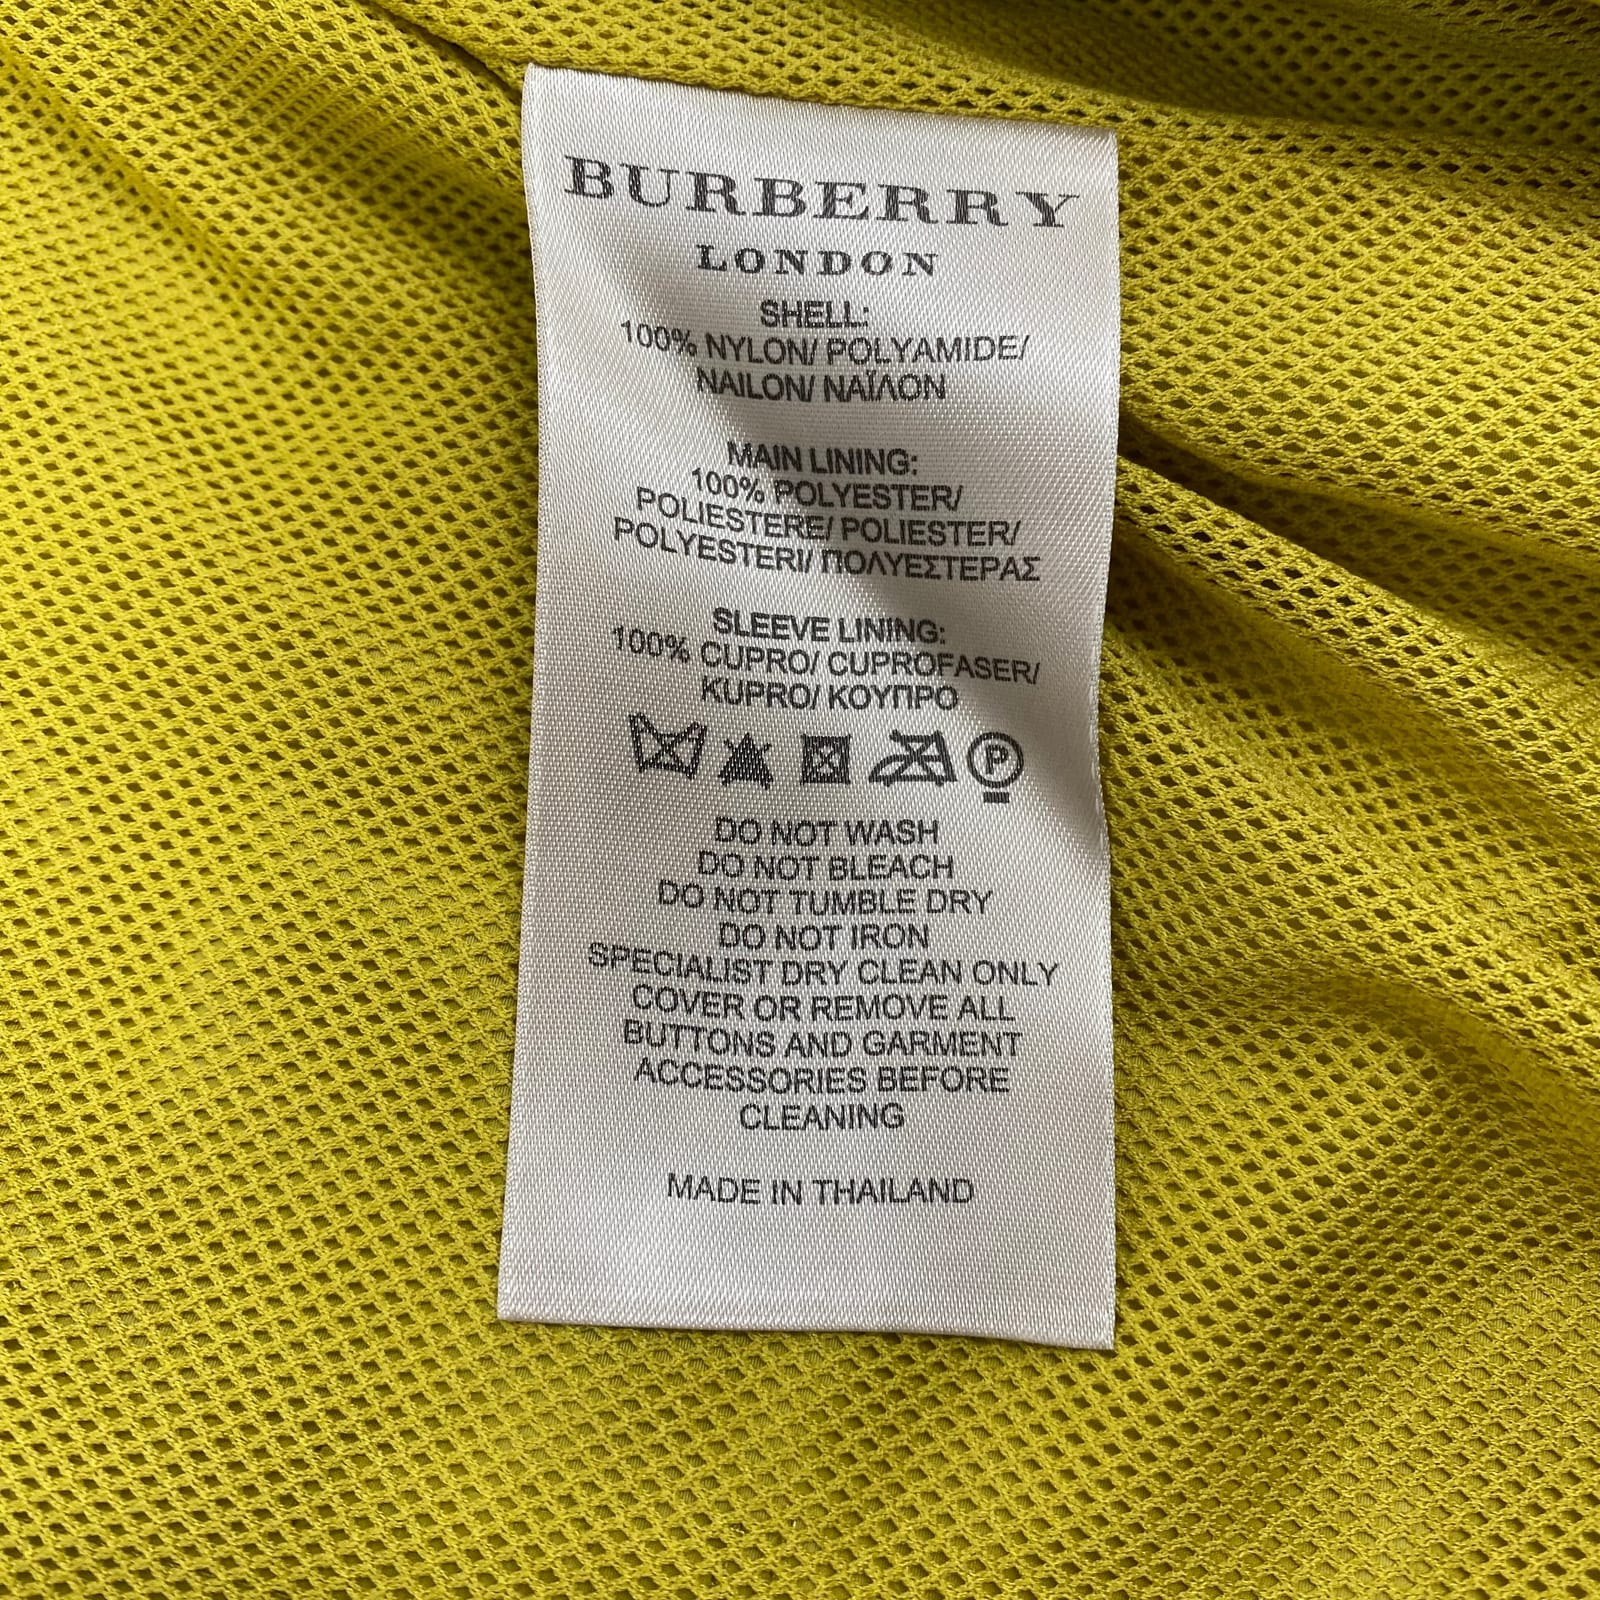 BURBERRY
LONDON
SHELL:
100% NYLON/ POLYAMIDE/
NAILON/ ΝΑΪΛΟΝ
MAIN LINING:
100% POLYESTER/
POLIESTERE/ POLIESTER/
POLYESTERI/ ΠΟΛΥΕΣΤΕΡΑΣ
SLEEVE LINING:
100% CUPRO/ CUPROFASER/
KUPRO/ ΚΟΥΠΡΟ
P
DO NOT WASH
DO NOT BLEACH
DO NOT TUMBLE DRY
DO NOT IRON
SPECIALIST DRY CLEAN ONLY
COVER OR REMOVE ALL
BUTTONS AND GARMENT
ACCESSORIES BEFORE
CLEANING
MADE IN THAILAND